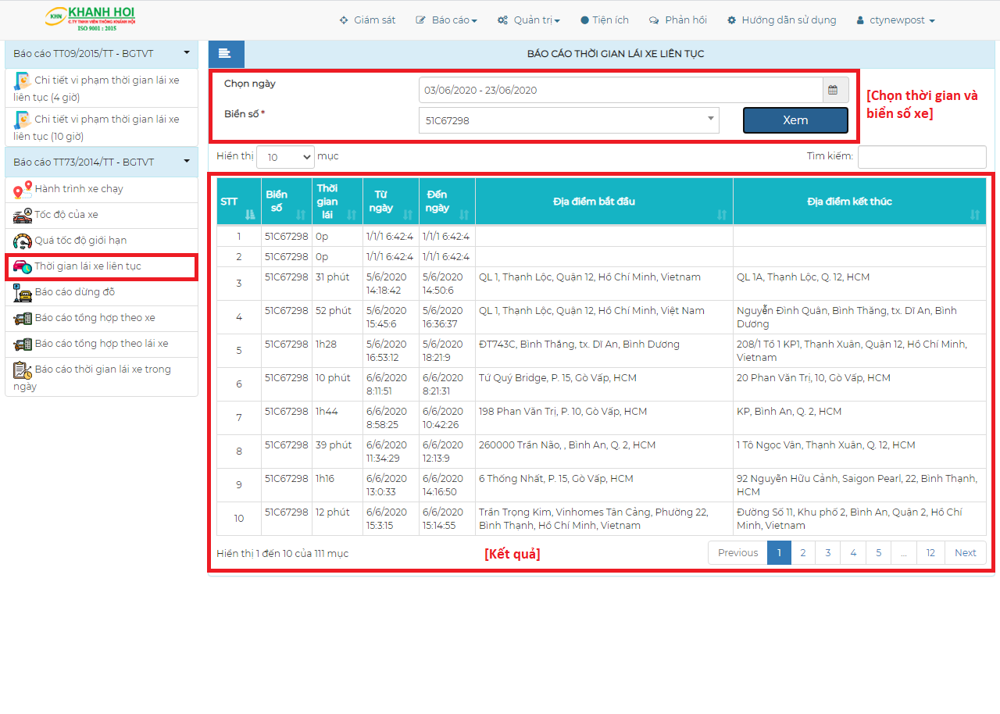 KHN KHANH HOI
C.TY TNHH VIỄN THÔNG KHÁNH HỘI
ISO 9001 : 2015
Giám sát Báo cáo Quản trị Tiện ích Phản hồi Hướng dẫn sử dụng ctynewpost
Báo cáo TT09/2015/TT - BGTVT
Chi tiết vi phạm thời gian lái xe
liên tục (4 giờ)
Chi tiết vi phạm thời gian lái xe
liên tục (10 giờ)
Báo cáo TT73/2014/TT - BGTVT
Hành trình xe chạy
Tốc độ của xe
Quá tốc độ giới hạn
Thời gian lái xe liên tục
Báo cáo dừng đỗ
Báo cáo tổng hợp theo xe
Báo cáo tổng hợp theo lái xe
Báo cáo thời gian lái xe trong
ngày
BÁO CÁO THỜI GIAN LÁI XE LIÊN TỤC
Chọn ngày 03/06/2020 - 23/06/2020
Biển số * 51C67298 Xem
[Chọn thời gian và
biển số xe]
Hiển thị 10 mục Tìm kiếm:
STT Biển số Thời gian lái Từ ngày Đến ngày Địa điểm bắt đầu Địa điểm kết thúc
1 51C67298 0p 1/1/1 6:42:4 1/1/1 6:42:4
2 51C67298 0p 1/1/1 6:42:4 1/1/1 6:42:4
3 51C67298 31 phút 5/6/2020 14:18:42 5/6/2020 14:50:6 QL 1, Thạnh Lộc, Quận 12, Hồ Chí Minh, Vietnam QL 1A, Thạnh Lộc, Q. 12, HCM
4 51C67298 52 phút 5/6/2020 15:45:6 5/6/2020 16:36:37 QL 1, Thạnh Lộc, Quận 12, Hồ Chí Minh, Việt Nam Nguyễn Đình Quân, Bình Thắng, tx. Dĩ An, Bình Dương
5 51C67298 1h28 5/6/2020 16:53:12 5/6/2020 18:21:9 ĐT743C, Bình Thắng, tx. Dĩ An, Bình Dương 208/1 Tổ 1 KP1, Thạnh Xuân, Quận 12, Hồ Chí Minh, Vietnam
6 51C67298 10 phút 6/6/2020 8:11:51 6/6/2020 8:21:31 Tứ Quý Bridge, P. 15, Gò Vấp, HCM 20 Phan Văn Trị, 10, Gò Vấp, HCM
7 51C67298 1h44 6/6/2020 8:58:25 6/6/2020 10:42:26 198 Phan Văn Trị, P. 10, Gò Vấp, HCM KP, Bình An, Q. 2, HCM
8 51C67298 39 phút 6/6/2020 11:34:29 6/6/2020 12:13:9 260000 Trần Não, , Bình An, Q. 2, HCM 1 Tô Ngọc Vân, Thạnh Xuân, Q. 12, HCM
9 51C67298 1h16 6/6/2020 13:0:33 6/6/2020 14:16:50 6 Thống Nhất, P. 15, Gò Vấp, HCM 92 Nguyễn Hữu Cảnh, Saigon Pearl, 22, Bình Thạnh, HCM
10 51C67298 12 phút 6/6/2020 15:3:15 6/6/2020 15:14:55 Trần Trọng Kim, Vinhomes Tân Cảng, Phường 22, Bình Thạnh, Hồ Chí Minh, Vietnam Đường Số 11, Khu phố 2, Bình An, Quận 2, Hồ Chí Minh, Vietnam
Hiển thị 1 đến 10 của 111 mục [Kết quả] Previous 1 2 3 4 5 ... 12 Next